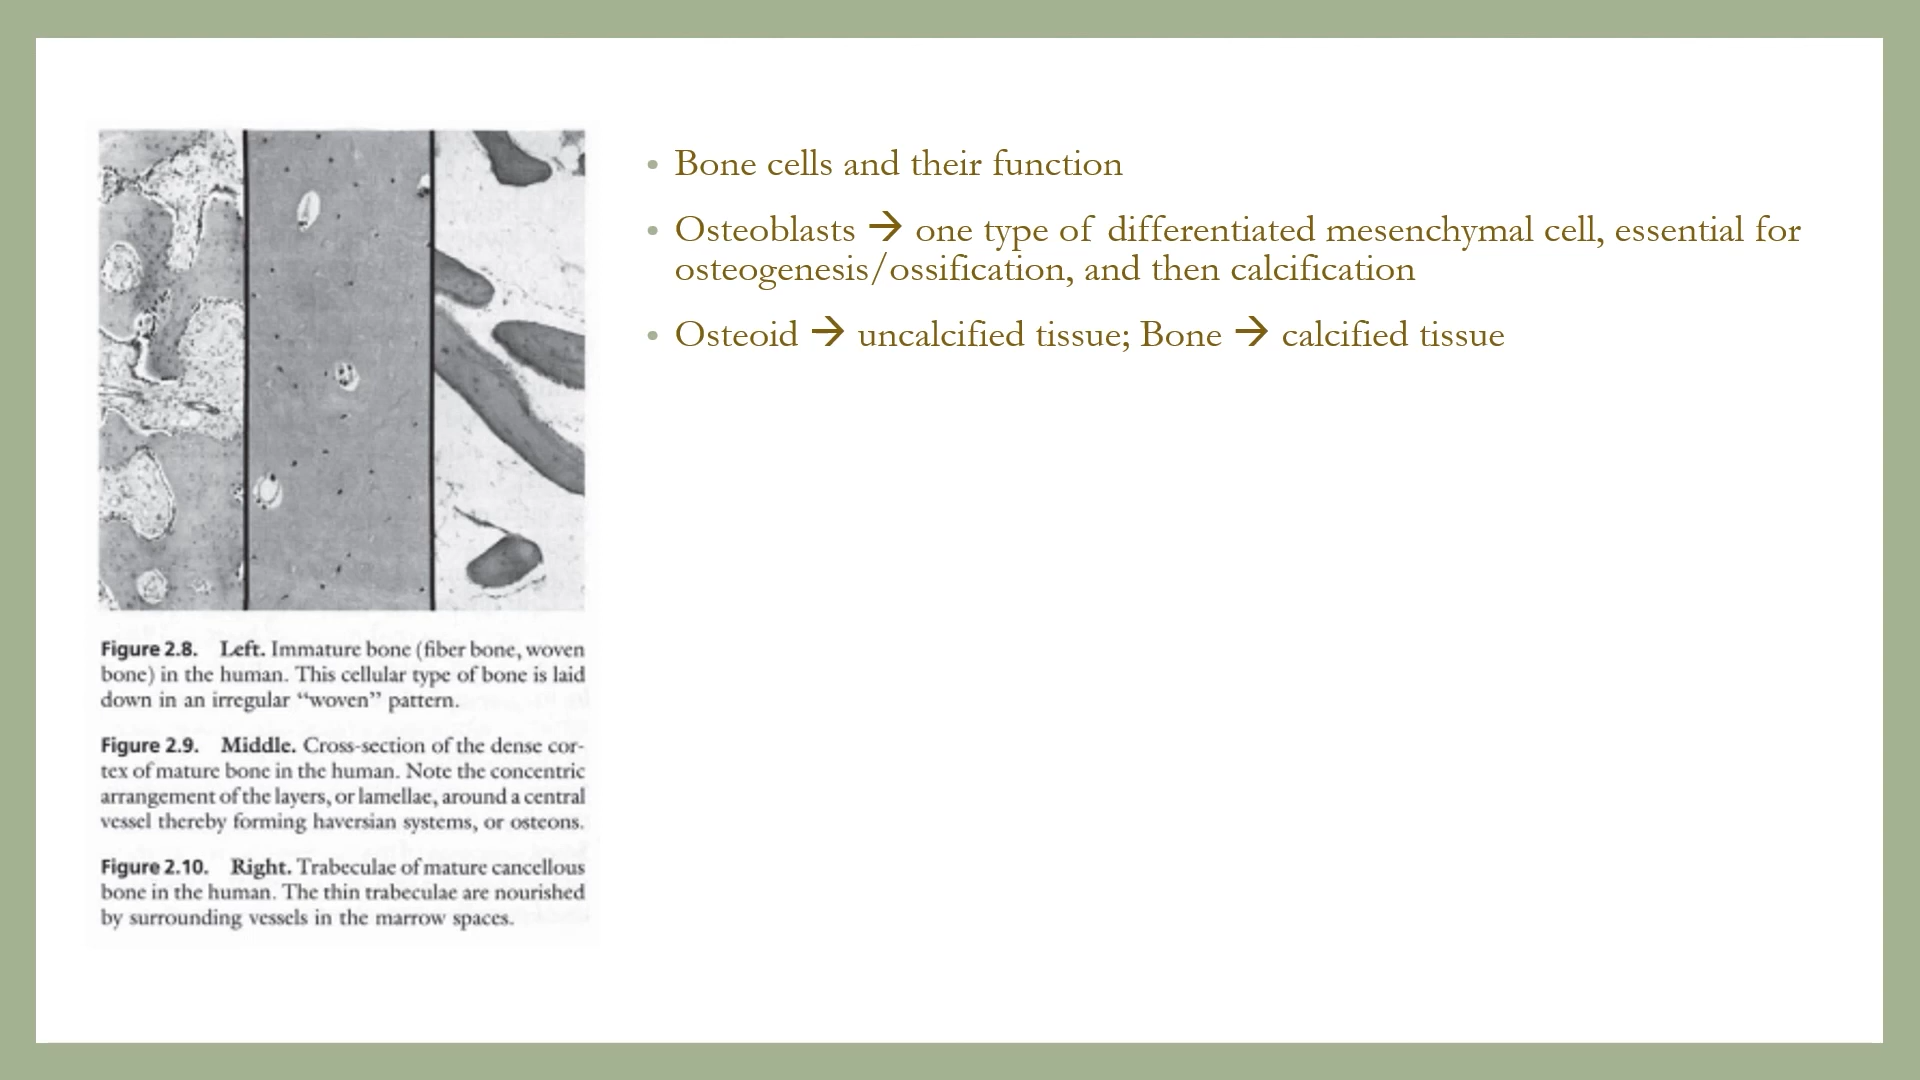 Figure 2.8. Left. Immature bone (fiber bone, woven
bone) in the human. This cellular type of bone is laid
down in an irregular “woven” pattern.
Figure 2.9. Middle. Cross-section of the dense cor-
tex of mature bone in the human. Note the concentric
arrangement of the layers, or lamellae, around a central
vessel thereby forming haversian systems, or osteons.
Figure 2.10. Right. Trabeculae of mature cancellous
bone in the human. The thin trabeculae are nourished
by surrounding vessels in the marrow spaces.
• Bone cells and their function
• Osteoblasts → one type of differentiated mesenchymal cell, essential for
osteogenesis/ossification, and then calcification
• Osteoid → uncalcified tissue; Bone → calcified tissue